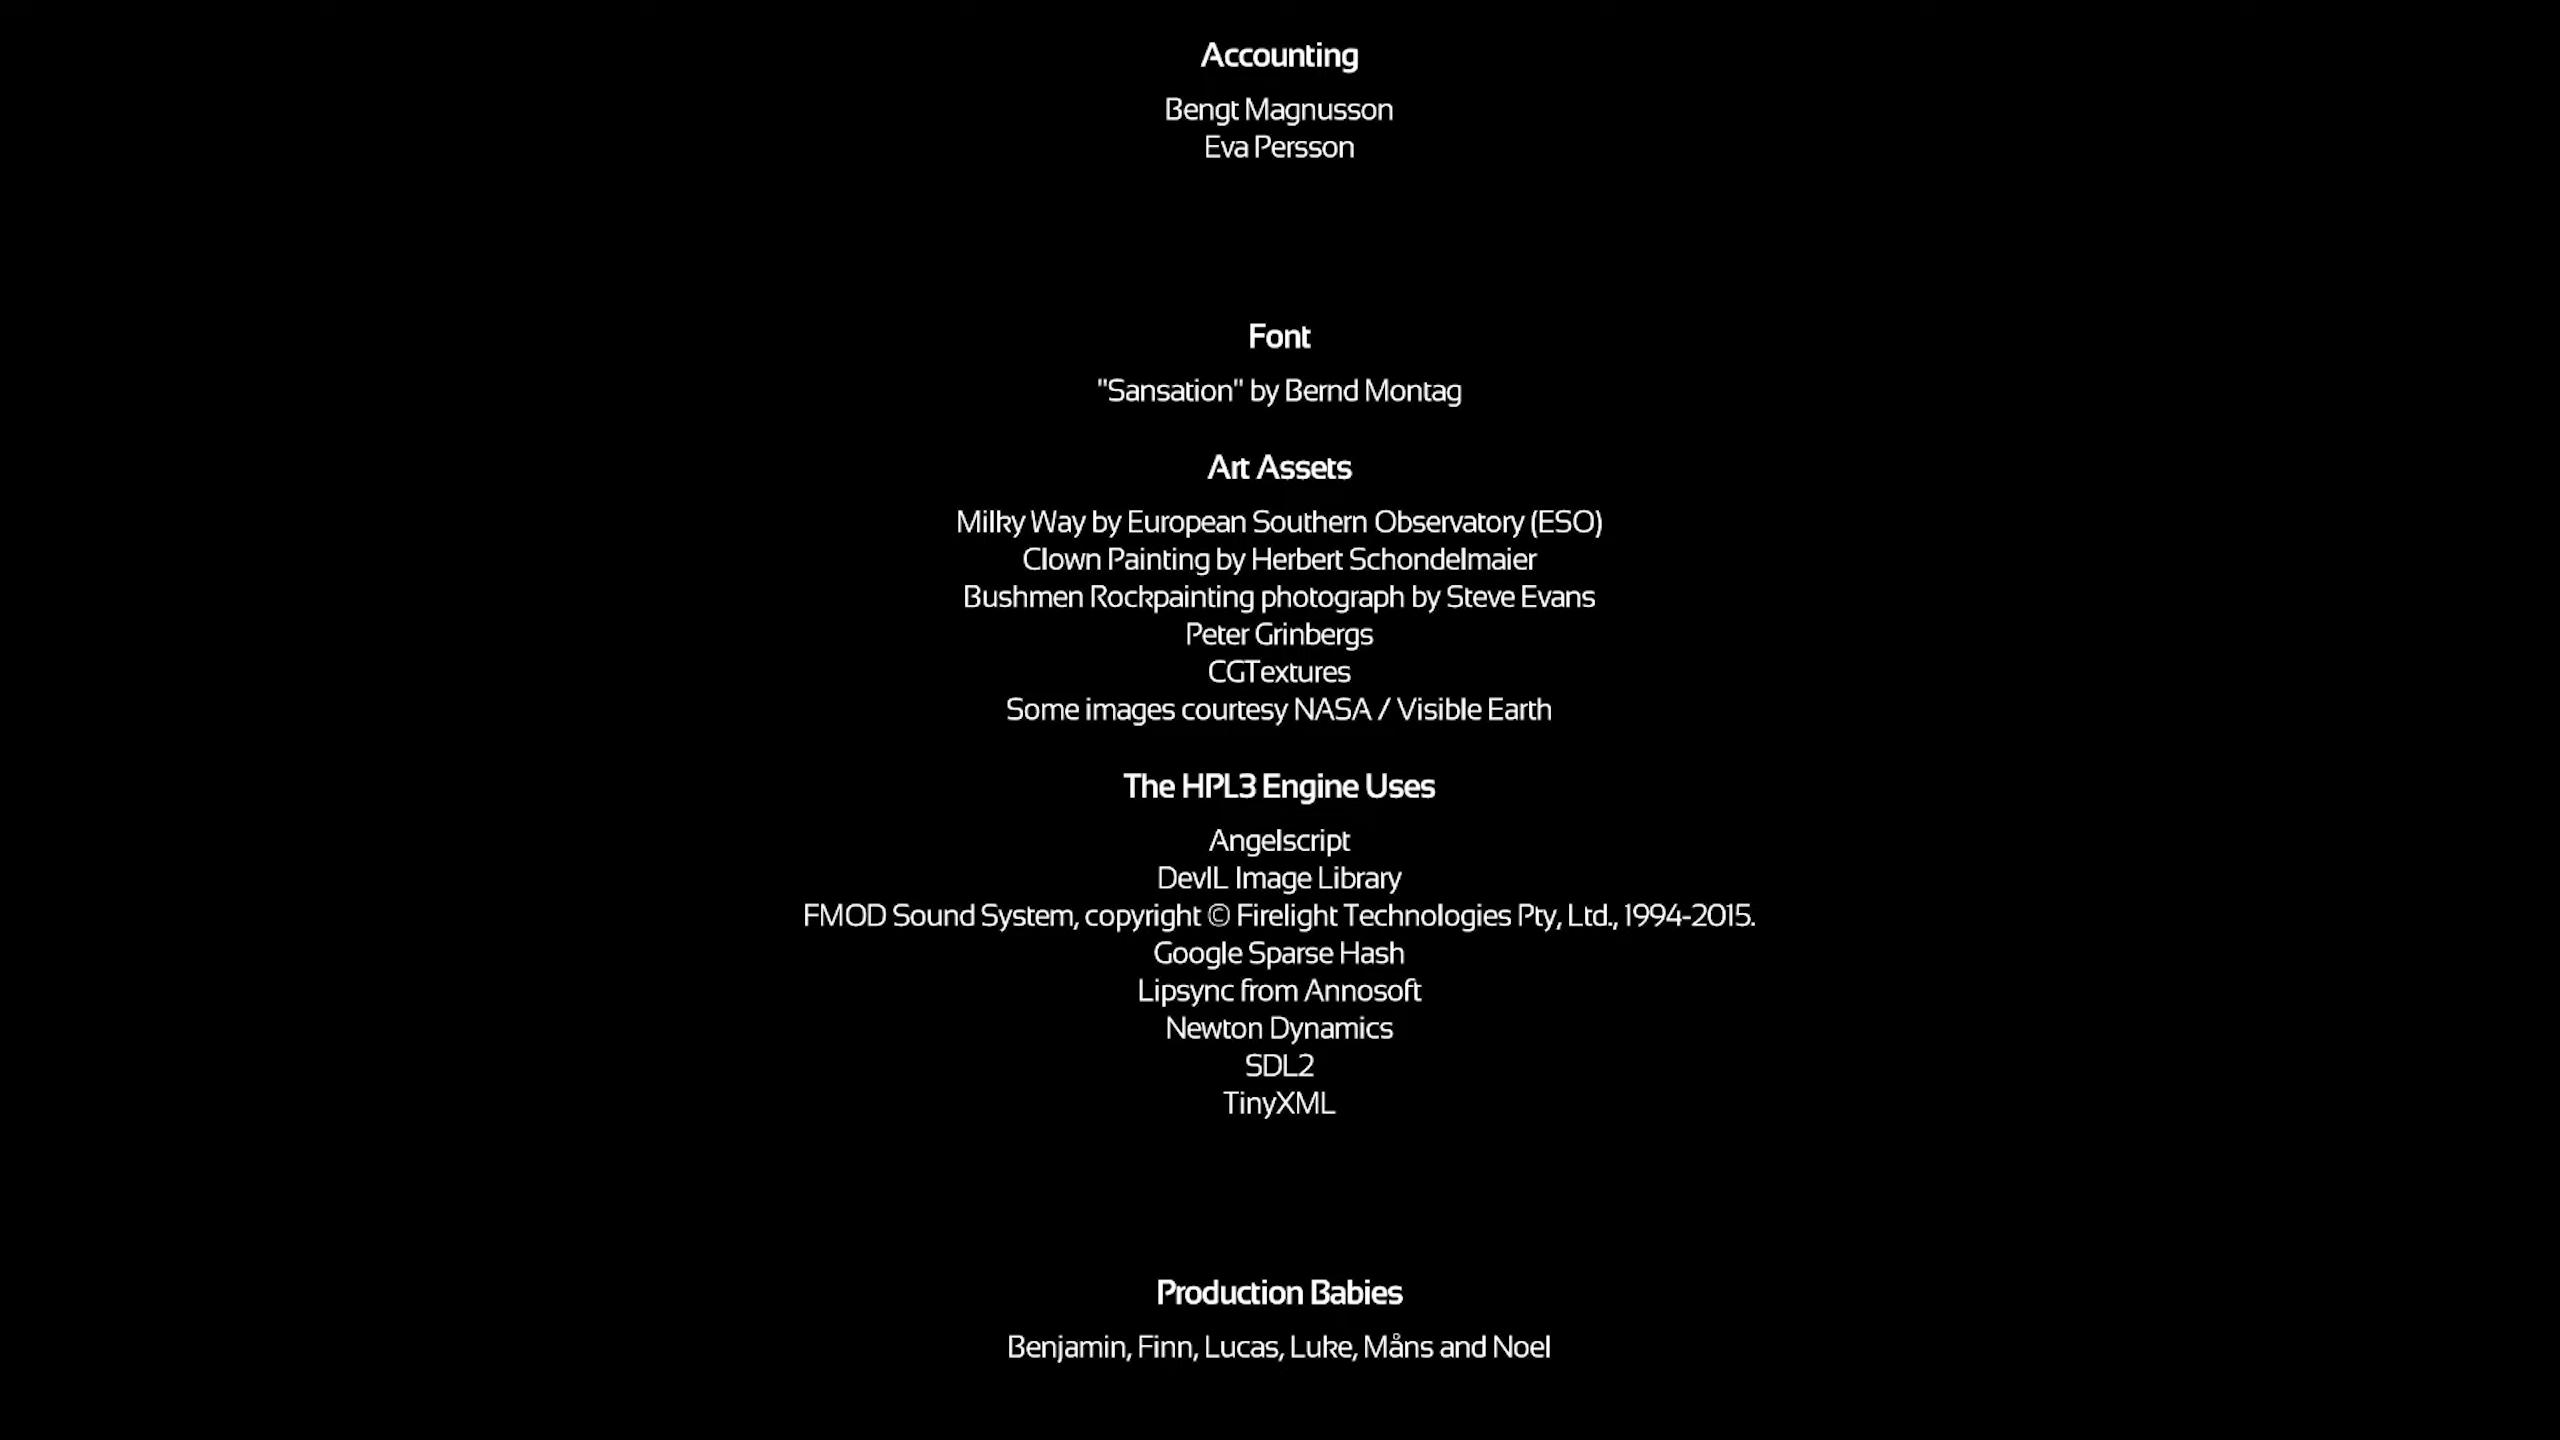 Accounting
Bengt Magnusson
Eva Persson
Font
"Sansation" by Bernd Montag
Art Assets
Milky Way by European Southern Observatory (ESO)
Clown Painting by Herbert Schondelmaier
Bushmen Rockpainting photograph by Steve Evans
Peter Grinbergs
CGTextures
Some images courtesy NASA / Visible Earth
The HPL3 Engine Uses
Angelscript
DevIL Image Library
FMOD Sound System, copyright © Firelight Technologies Pty, Ltd., 1994-2015.
Google Sparse Hash
Lipsync from Annosoft
Newton Dynamics
SDL2
TinyXML
Production Babies
Benjamin, Finn, Lucas, Luke, Måns and Noel